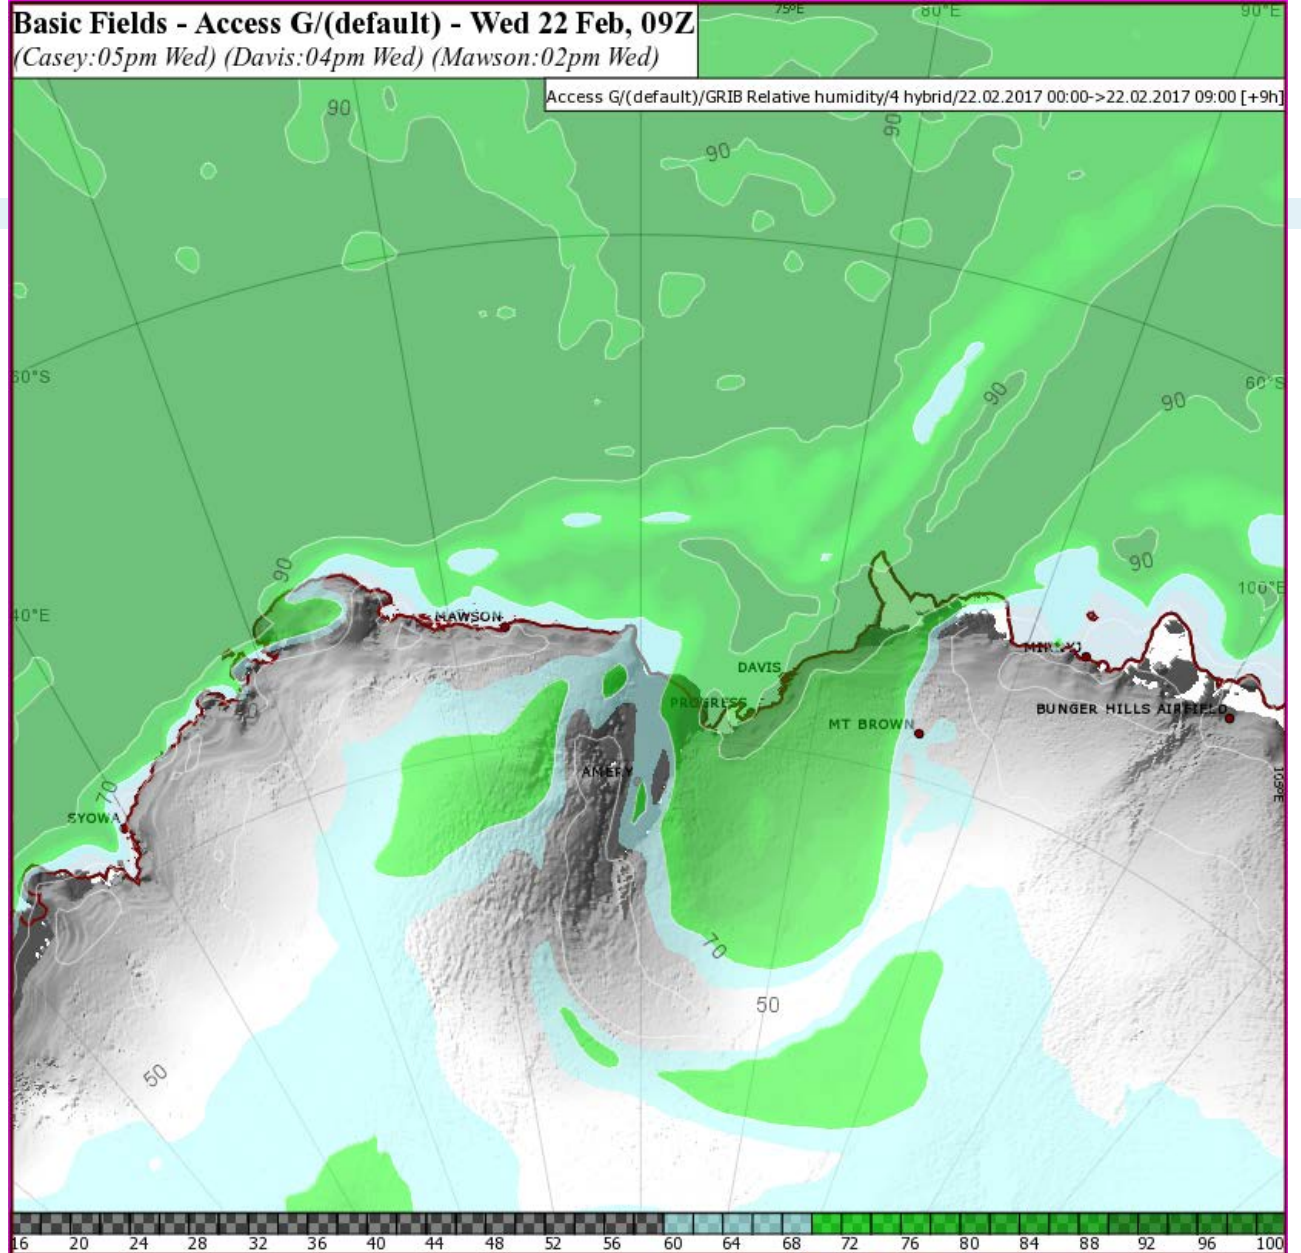 75°E
80°E
90°E
Basic Fields - Access G/(default) - Wed 22 Feb, 09Z
(Casey:05pm Wed) (Davis:04pm Wed) (Mawson:02pm Wed)
Access G/(default)/GRIB Relative humidity/4 hybrid/22.02.2017 00:00->22.02.2017 09:00 [+9h]
90
90
90
60°S
60°S
90
90
90
90
100°E
40°E
MAWSON
DAVIS
PROGRESS
BUNGER HILLS AIRFIELD
MT BROWN
AMERY
105°E
70
SYOWA
70
50
50
16 20 24 28 32 36 40 44 48 52 56 60 64 68 72 76 80 84 88 92 96 100